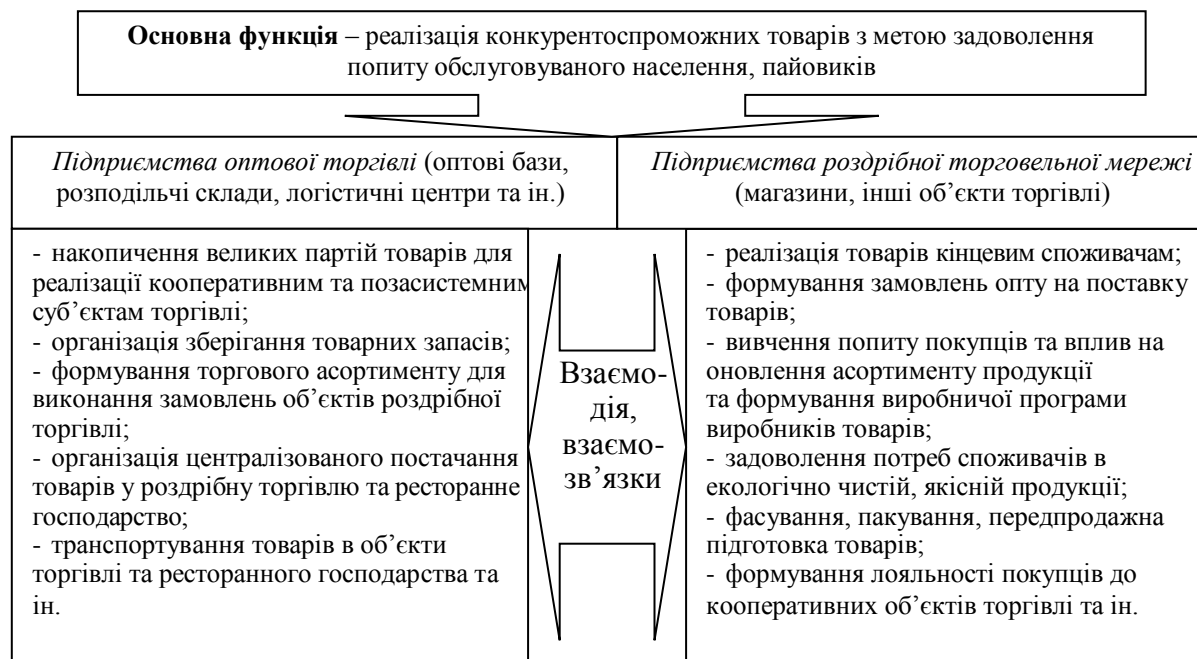 Основна функція – реалізація конкурентоспроможних товарів з метою задоволення
попиту обслуговуваного населення, пайовиків
Підприємства оптової торгівлі (оптові бази,
розподільчі склади, логістичні центри та ін.)
Підприємства роздрібної торговельної мережі
(магазини, інші об’єкти торгівлі)
- накопичення великих партій товарів для
реалізації кооперативним та позасистемним
суб’єктам торгівлі;
- організація зберігання товарних запасів;
- формування торгового асортименту для
виконання замовлень об’єктів роздрібної
торгівлі;
- організація централізованого постачання
товарів у роздрібну торгівлю та ресторанне
господарство;
- транспортування товарів в об’єкти
торгівлі та ресторанного господарства та
ін.
Взаємо-
дія,
взаємо-
зв’язки
- реалізація товарів кінцевим споживачам;
- формування замовлень опту на поставку
товарів;
- вивчення попиту покупців та вплив на
оновлення асортименту продукції
та формування виробничої програми
виробників товарів;
- задоволення потреб споживачів в
екологічно чистій, якісній продукції;
- фасування, пакування, передпродажна
підготовка товарів;
- формування лояльності покупців до
кооперативних об’єктів торгівлі та ін.